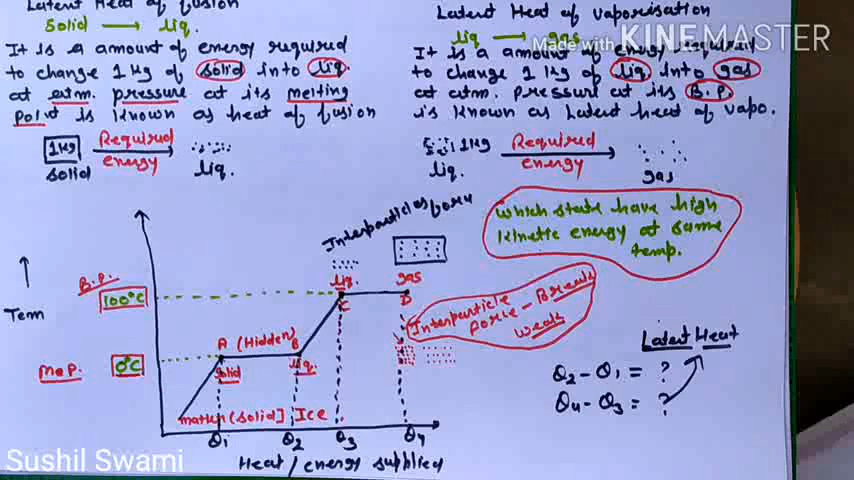 Latent Heat of fusion
Solid → liq.
It is a amount of energy required
to change 1 Kg of solid into liq.
at atm. pressure at its melting
point is known as heat of fusion
1Kg Required energy
solid liq.
Latent Heat of vaporisation
liq → gas
It is a amount of energy required
to change 1 Kg of liq. into gas
at atm. Pressure at its B.P.
is known as Latent heat of vapo.
1Kg Required energy
liq. gas
Made with KINEMASTER
which state have high
kinetic energy at same
temp.
Interparticle force
B.P.
100°C
liq.
C
gas
D
Interparticle
force - Break
weak
Tem
A (Hidden) B
M.P.
0°C
solid
liq.
matter (solid) Ice
Q1 Q2 Q3 Q4
Heat / energy supplied
Latent Heat
Q2 - Q1 = ?
Q4 - Q3 = ?
Sushil Swami